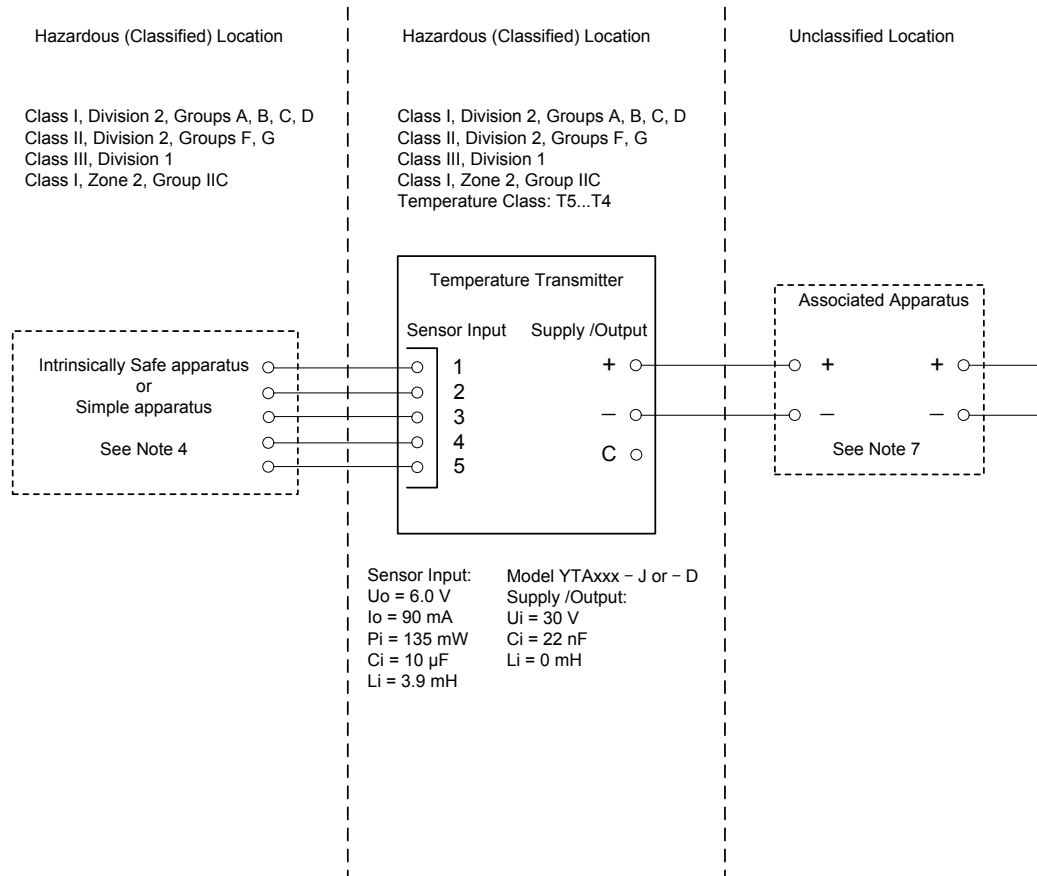 Hazardous (Classified) Location
Hazardous (Classified) Location
Unclassified Location
Class I, Division 2, Groups A, B, C, D
Class II, Division 2, Groups F, G
Class III, Division 1
Class I, Zone 2, Group IIC
Class I, Division 2, Groups A, B, C, D
Class II, Division 2, Groups F, G
Class III, Division 1
Class I, Zone 2, Group IIC
Temperature Class: T5...T4
Intrinsically Safe apparatus
or
Simple apparatus
See Note 4
Temperature Transmitter
Sensor Input
Supply /Output
1
2
3
4
5
+
–
C
Associated Apparatus
+ +
– –
See Note 7
Sensor Input:
Uo = 6.0 V
Io = 90 mA
Pi = 135 mW
Ci = 10 µF
Li = 3.9 mH
Model YTAxxx – J or – D
Supply /Output:
Ui = 30 V
Ci = 22 nF
Li = 0 mH